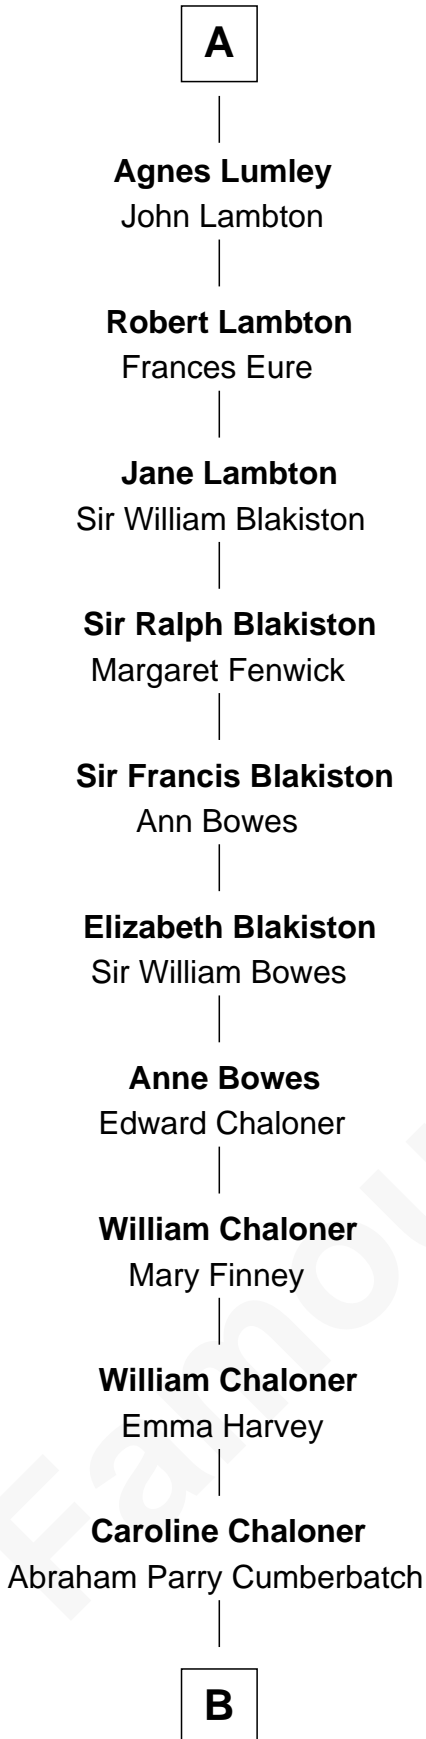 A
Agnes Lumley
John Lambton
Robert Lambton
Frances Eure
Jane Lambton
Sir William Blakiston
Sir Ralph Blakiston
Margaret Fenwick
Sir Francis Blakiston
Ann Bowes
Elizabeth Blakiston
Sir William Bowes
Anne Bowes
Edward Chaloner
William Chaloner
Mary Finney
William Chaloner
Emma Harvey
Caroline Chaloner
Abraham Parry Cumberbatch
B
Famou